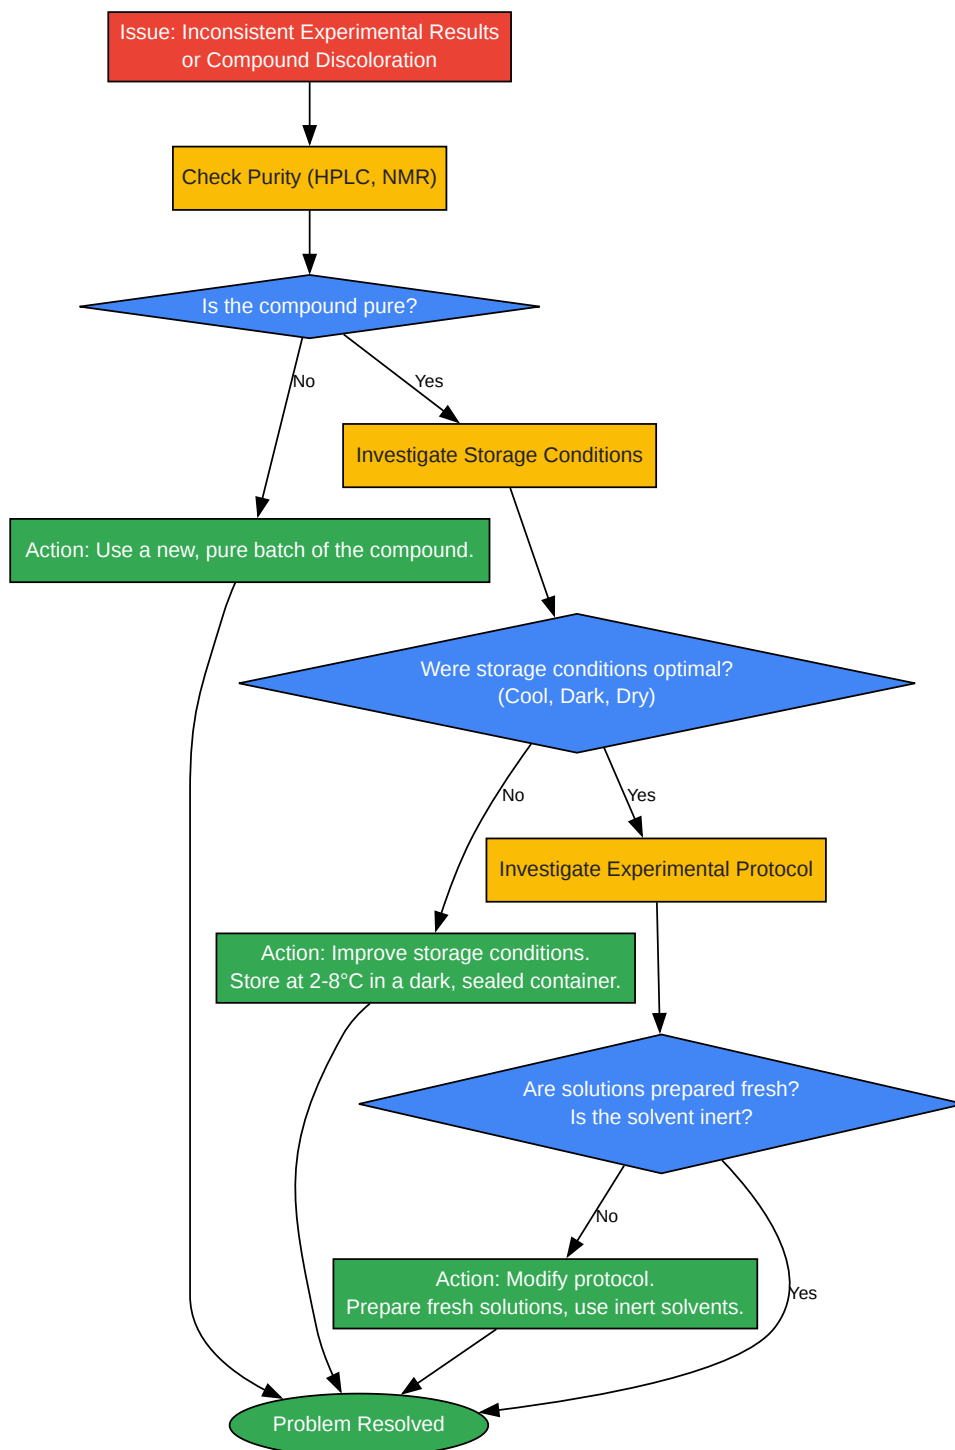 Issue: Inconsistent Experimental Results
or Compound Discoloration
Check Purity (HPLC, NMR)
Is the compound pure?
No
Yes
Investigate Storage Conditions
Action: Use a new, pure batch of the compound.
Were storage conditions optimal?
(Cool, Dark, Dry)
No
Yes
Investigate Experimental Protocol
Action: Improve storage conditions.
Store at 2-8°C in a dark, sealed container.
Are solutions prepared fresh?
Is the solvent inert?
No
Action: Modify protocol.
Prepare fresh solutions, use inert solvents.
Yes
Problem Resolved